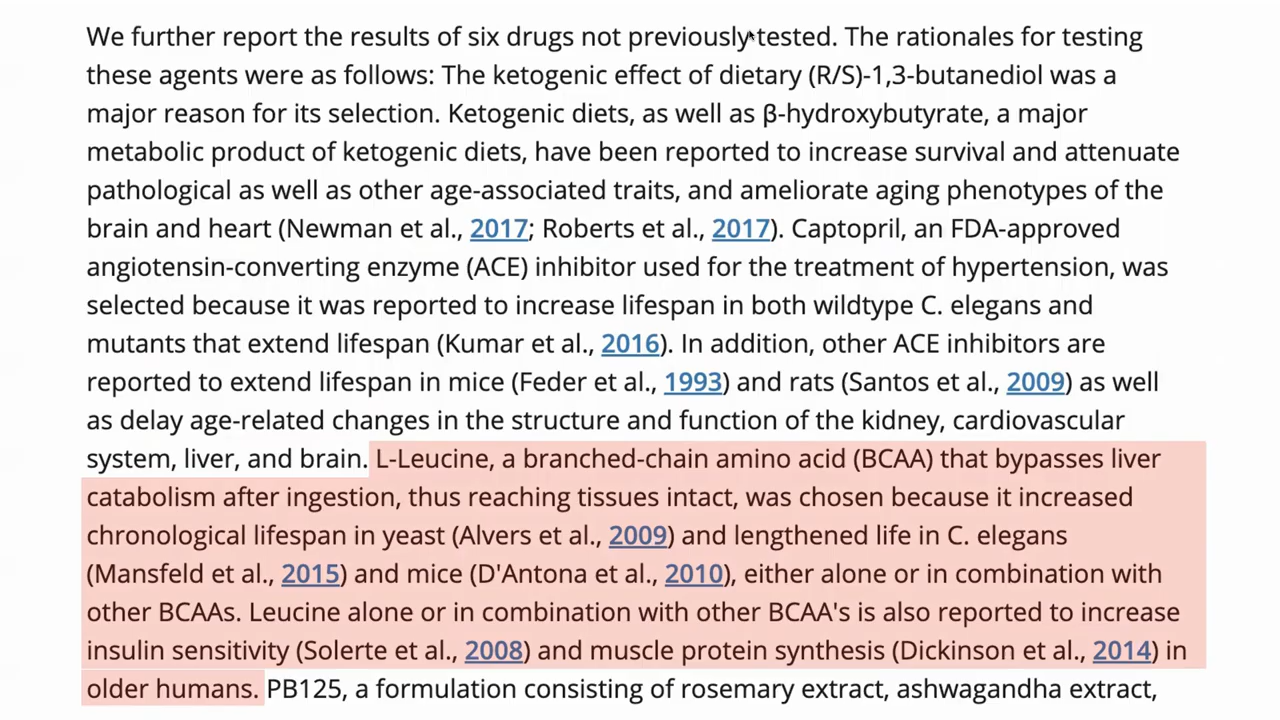 We further report the results of six drugs not previously tested. The rationales for testing
these agents were as follows: The ketogenic effect of dietary (R/S)-1,3-butanediol was a
major reason for its selection. Ketogenic diets, as well as β-hydroxybutyrate, a major
metabolic product of ketogenic diets, have been reported to increase survival and attenuate
pathological as well as other age-associated traits, and ameliorate aging phenotypes of the
brain and heart (Newman et al., 2017; Roberts et al., 2017). Captopril, an FDA-approved
angiotensin-converting enzyme (ACE) inhibitor used for the treatment of hypertension, was
selected because it was reported to increase lifespan in both wildtype C. elegans and
mutants that extend lifespan (Kumar et al., 2016). In addition, other ACE inhibitors are
reported to extend lifespan in mice (Feder et al., 1993) and rats (Santos et al., 2009) as well
as delay age-related changes in the structure and function of the kidney, cardiovascular
system, liver, and brain. L-Leucine, a branched-chain amino acid (BCAA) that bypasses liver
catabolism after ingestion, thus reaching tissues intact, was chosen because it increased
chronological lifespan in yeast (Alvers et al., 2009) and lengthened life in C. elegans
(Mansfeld et al., 2015) and mice (D'Antona et al., 2010), either alone or in combination with
other BCAAs. Leucine alone or in combination with other BCAA's is also reported to increase
insulin sensitivity (Solerte et al., 2008) and muscle protein synthesis (Dickinson et al., 2014) in
older humans. PB125, a formulation consisting of rosemary extract, ashwagandha extract,